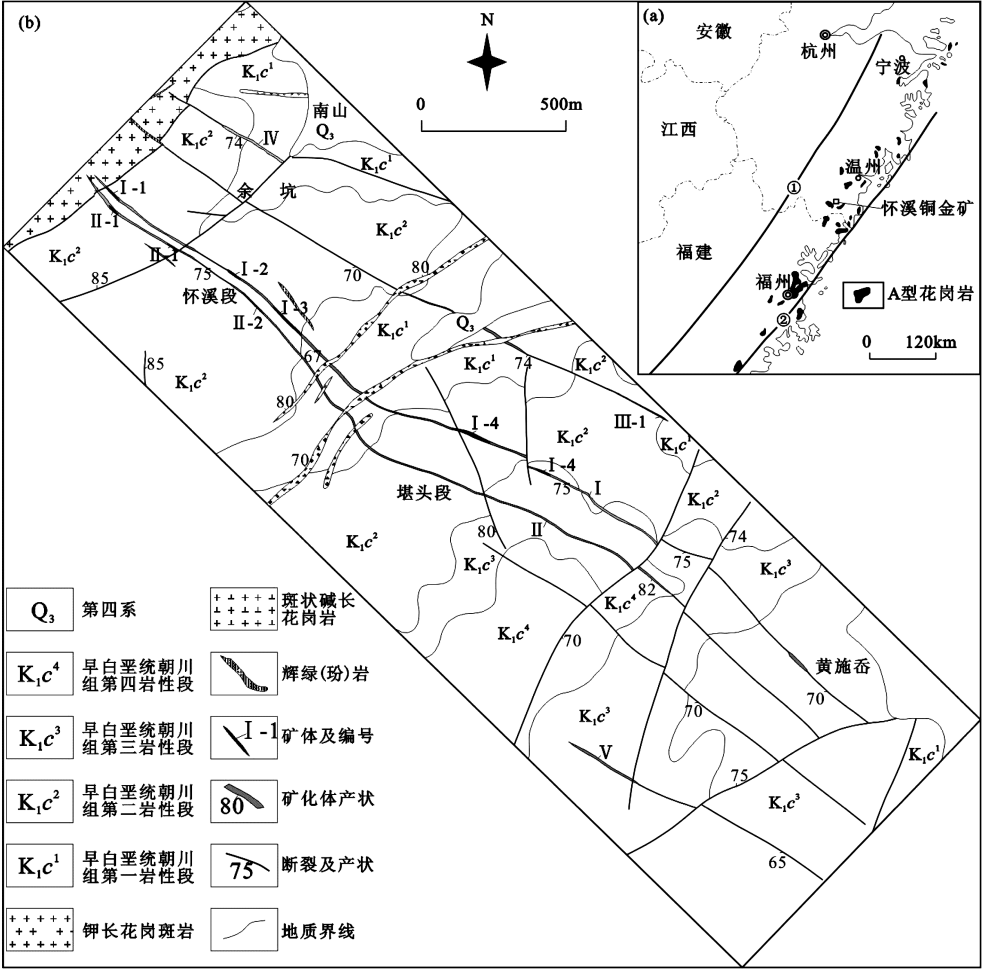 (b)
N
0 500m
K₁c¹
南山
Q₃
K₁c²
74
Ⅳ
K₁c¹
余坑
Ⅰ-1
Ⅱ-1
K₁c²
K₁c²
85
Ⅱ-1
75
Ⅰ-2
70
80
怀溪段
Ⅰ-3
Ⅱ-2
K₁c¹
Q₃
67
85
K₁c²
80
K₁c¹
74
K₁c²
Ⅰ-4
K₁c²
Ⅲ-1
K₁c¹
70
Ⅰ-4
75
Ⅰ
堪头段
K₁c²
Ⅱ
80
K₁c²
74
K₁c³
75
K₁c³
82
K₁c⁴
K₁c⁴
70
黄施岙
70
K₁c³
70
Ⅴ
75
K₁c¹
K₁c³
65
(a)
安徽
杭州
宁波
江西
温州
①
怀溪铜金矿
福建
福州
②
A型花岗岩
0 120km
Q₃ 第四系
K₁c⁴ 早白垩统朝川
组第四岩性段
K₁c³ 早白垩统朝川
组第三岩性段
K₁c² 早白垩统朝川
组第二岩性段
K₁c¹ 早白垩统朝川
组第一岩性段
钾长花岗斑岩
斑状碱长
花岗岩
辉绿(玢)岩
Ⅰ-1 矿体及编号
80 矿化体产状
75 断裂及产状
地质界线